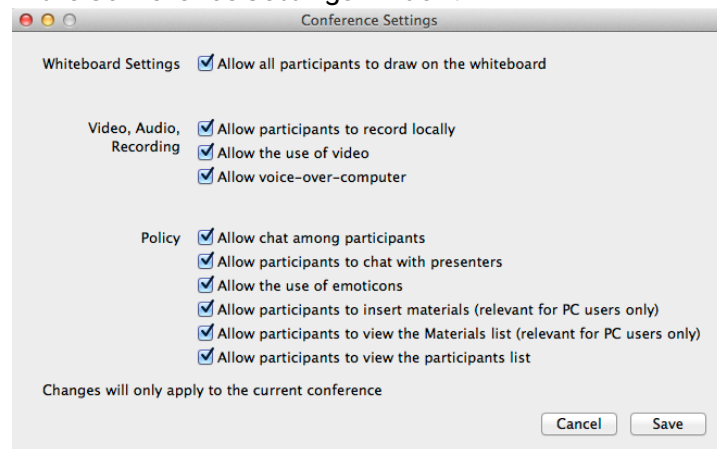 Conference Settings
Whiteboard Settings Allow all participants to draw on the whiteboard
Video, Audio, Allow participants to record locally
Recording Allow the use of video
Allow voice-over-computer
Policy Allow chat among participants
Allow participants to chat with presenters
Allow the use of emoticons
Allow participants to insert materials (relevant for PC users only)
Allow participants to view the Materials list (relevant for PC users only)
Allow participants to view the participants list
Changes will only apply to the current conference
Cancel Save